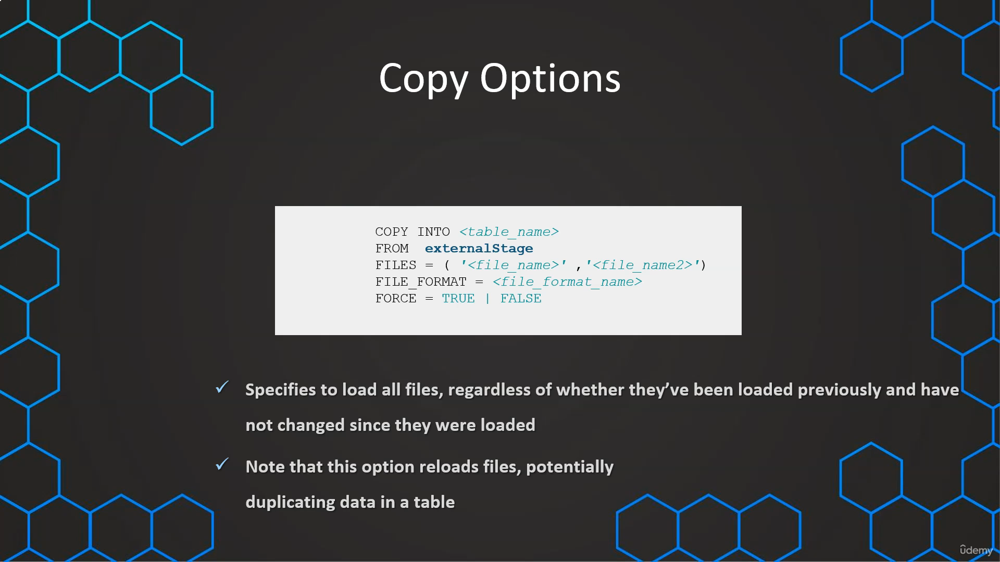 Copy Options
COPY INTO <table_name>
FROM  externalStage
FILES = ( '<file_name>' ,'<file_name2>')
FILE_FORMAT = <file_format_name>
FORCE = TRUE | FALSE
✓ Specifies to load all files, regardless of whether they’ve been loaded previously and have
not changed since they were loaded
✓ Note that this option reloads files, potentially
duplicating data in a table
ûdemy